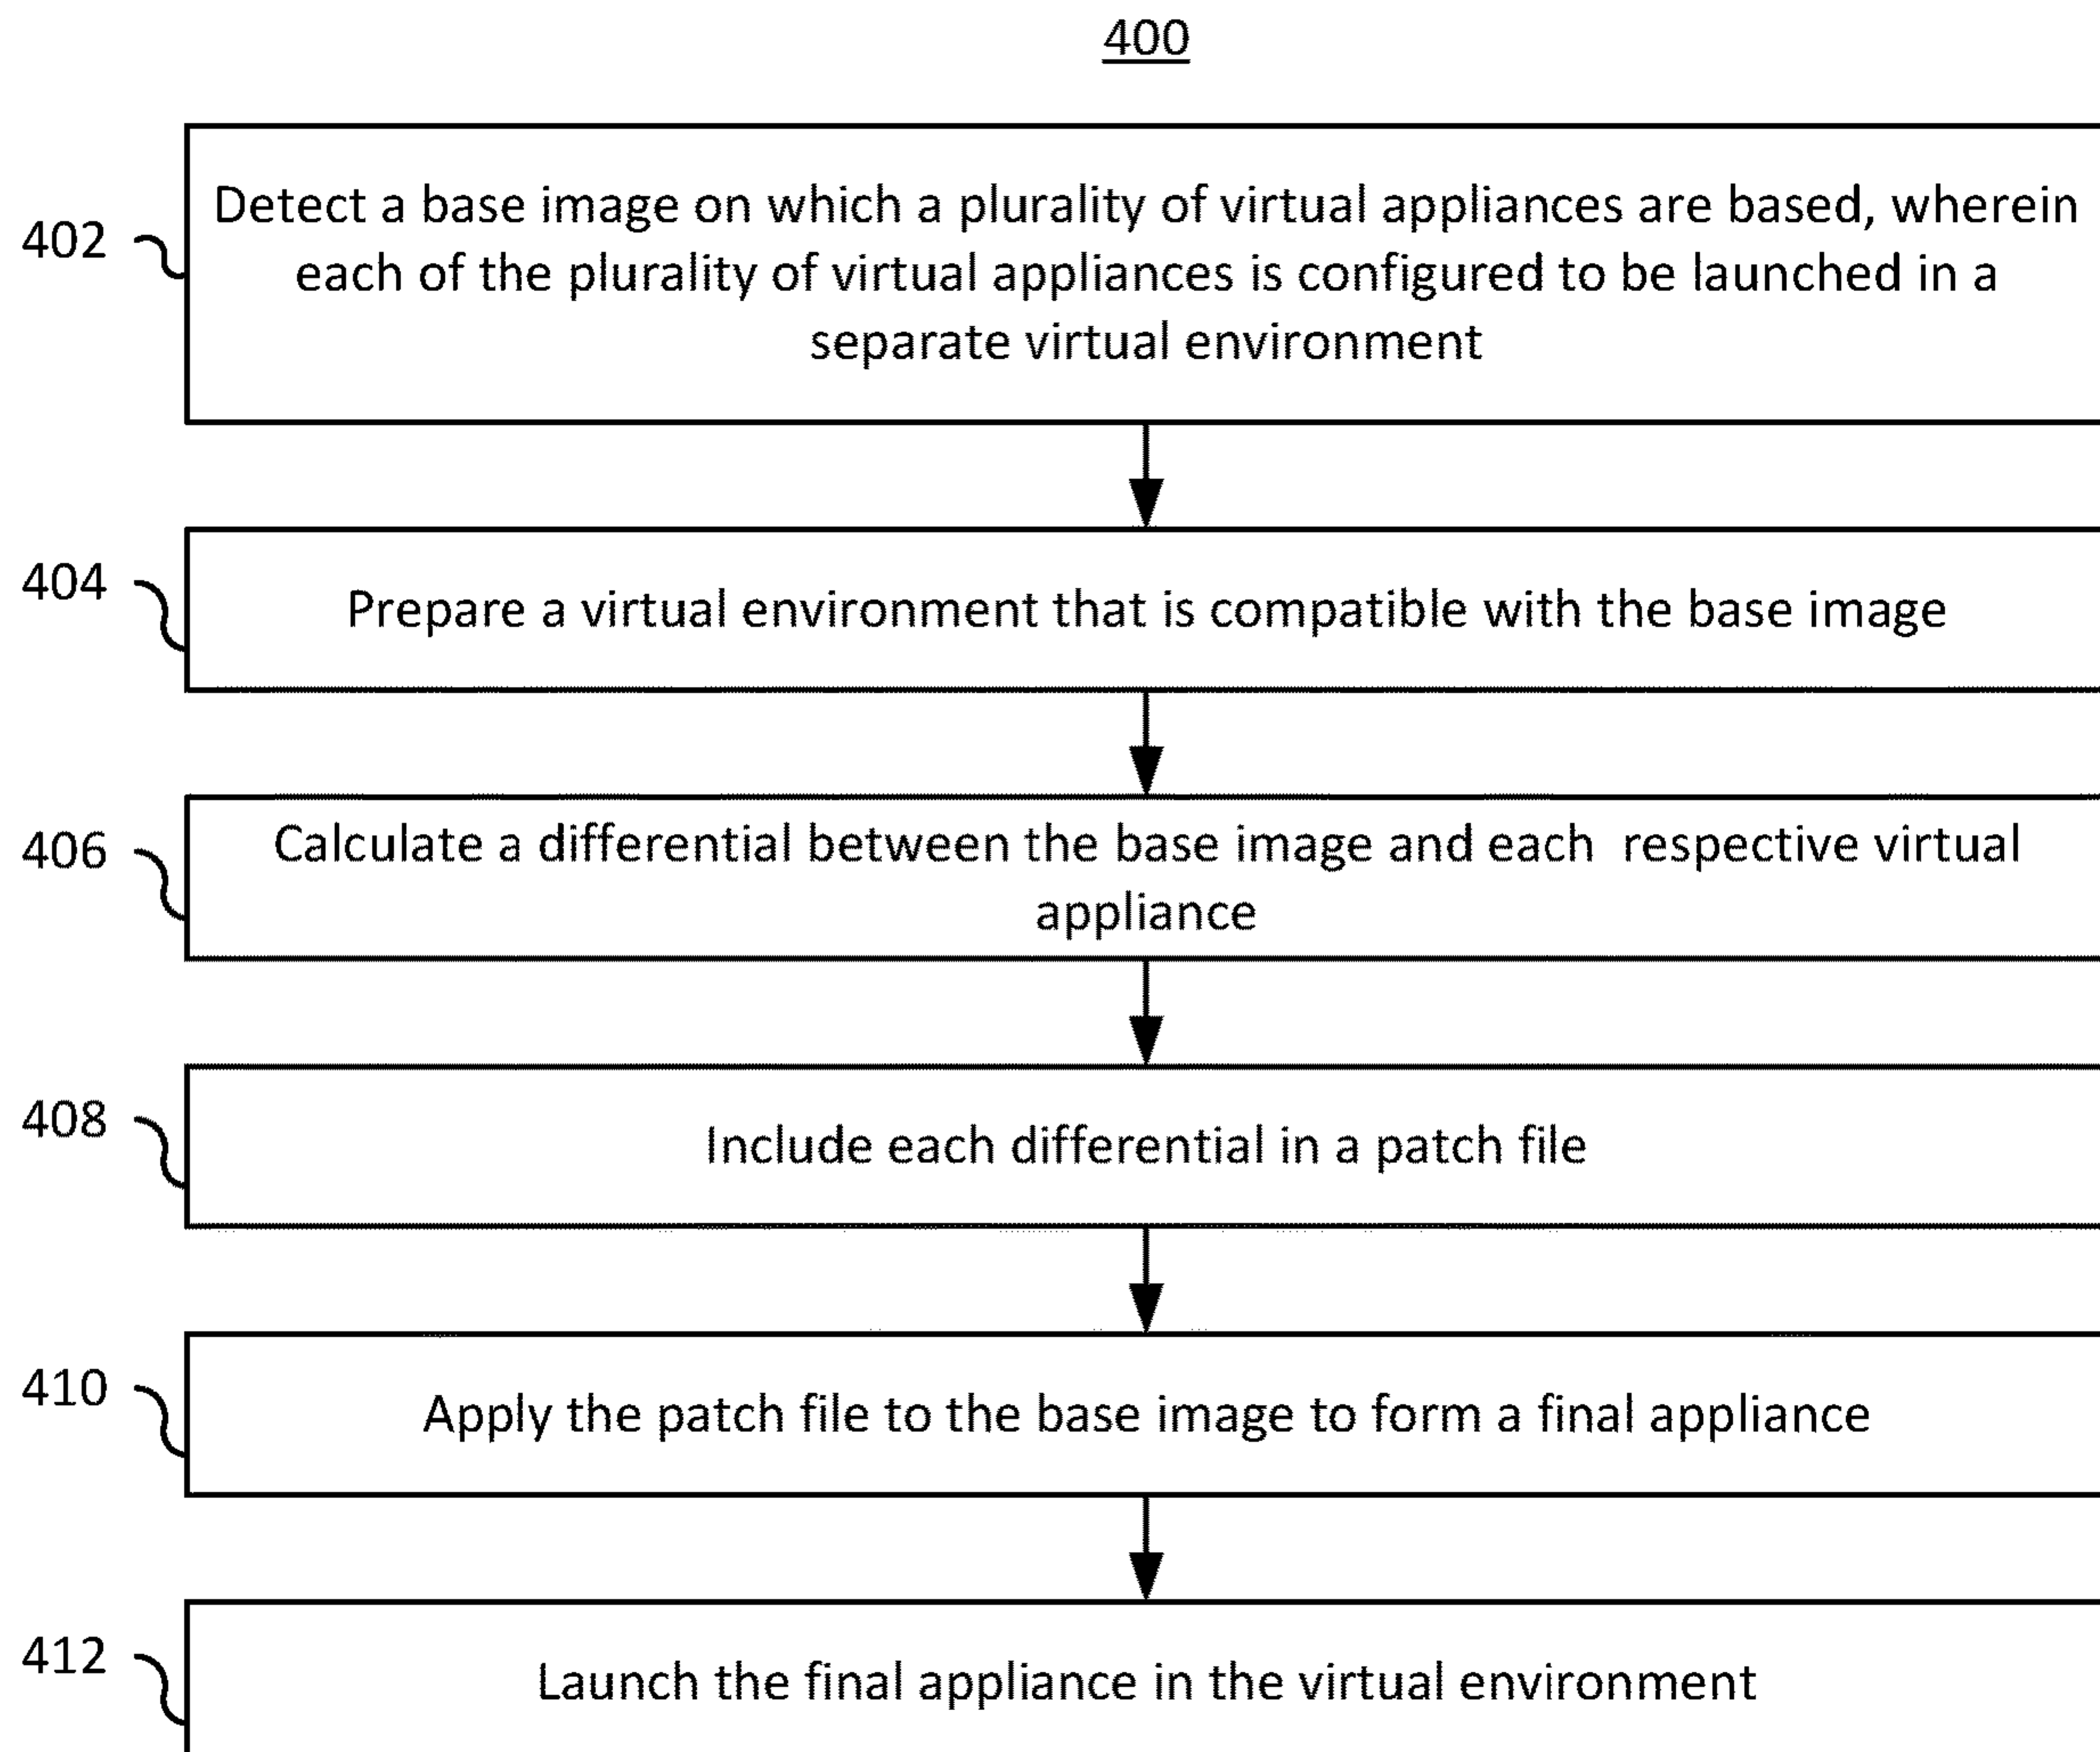 400
402
Detect a base image on which a plurality of virtual appliances are based, wherein
each of the plurality of virtual appliances is configured to be launched in a
separate virtual environment
404
Prepare a virtual environment that is compatible with the base image
406
Calculate a differential between the base image and each respective virtual
appliance
408
Include each differential in a patch file
410
Apply the patch file to the base image to form a final appliance
412
Launch the final appliance in the virtual environment